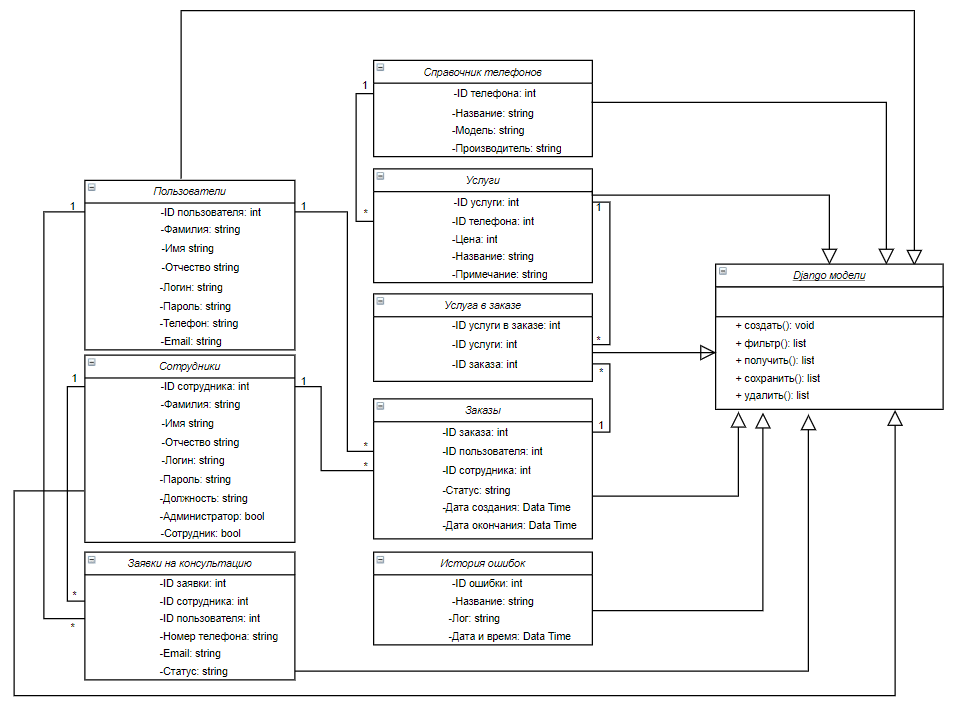 Справочник телефонов
-ID телефона: int
-Название: string
-Модель: string
-Производитель: string
1
*
Услуги
-ID услуги: int
-ID телефона: int
-Цена: int
-Название: string
-Примечание: string
1
*
Услуга в заказе
-ID услуги в заказе: int
-ID услуги: int
-ID заказа: int
*
1
Заказы
-ID заказа: int
-ID пользователя: int
-ID сотрудника: int
-Статус: string
-Дата создания: Data Time
-Дата окончания: Data Time
*
*
История ошибок
-ID ошибки: int
-Название: string
-Лог: string
-Дата и время: Data Time
Пользователи
-ID пользователя: int
-Фамилия: string
-Имя string
-Отчество string
-Логин: string
-Пароль: string
-Телефон: string
-Email: string
1
1
Сотрудники
-ID сотрудника: int
-Фамилия: string
-Имя string
-Отчество string
-Логин: string
-Пароль: string
-Должность: string
-Администратор: bool
-Сотрудник: bool
1
1
Заявки на консультацию
-ID заявки: int
-ID сотрудника: int
-ID пользователя: int
-Номер телефона: string
-Email: string
-Статус: string
*
*
Django модели
+ создать(): void
+ фильтр(): list
+ получить(): list
+ сохранить(): list
+ удалить(): list